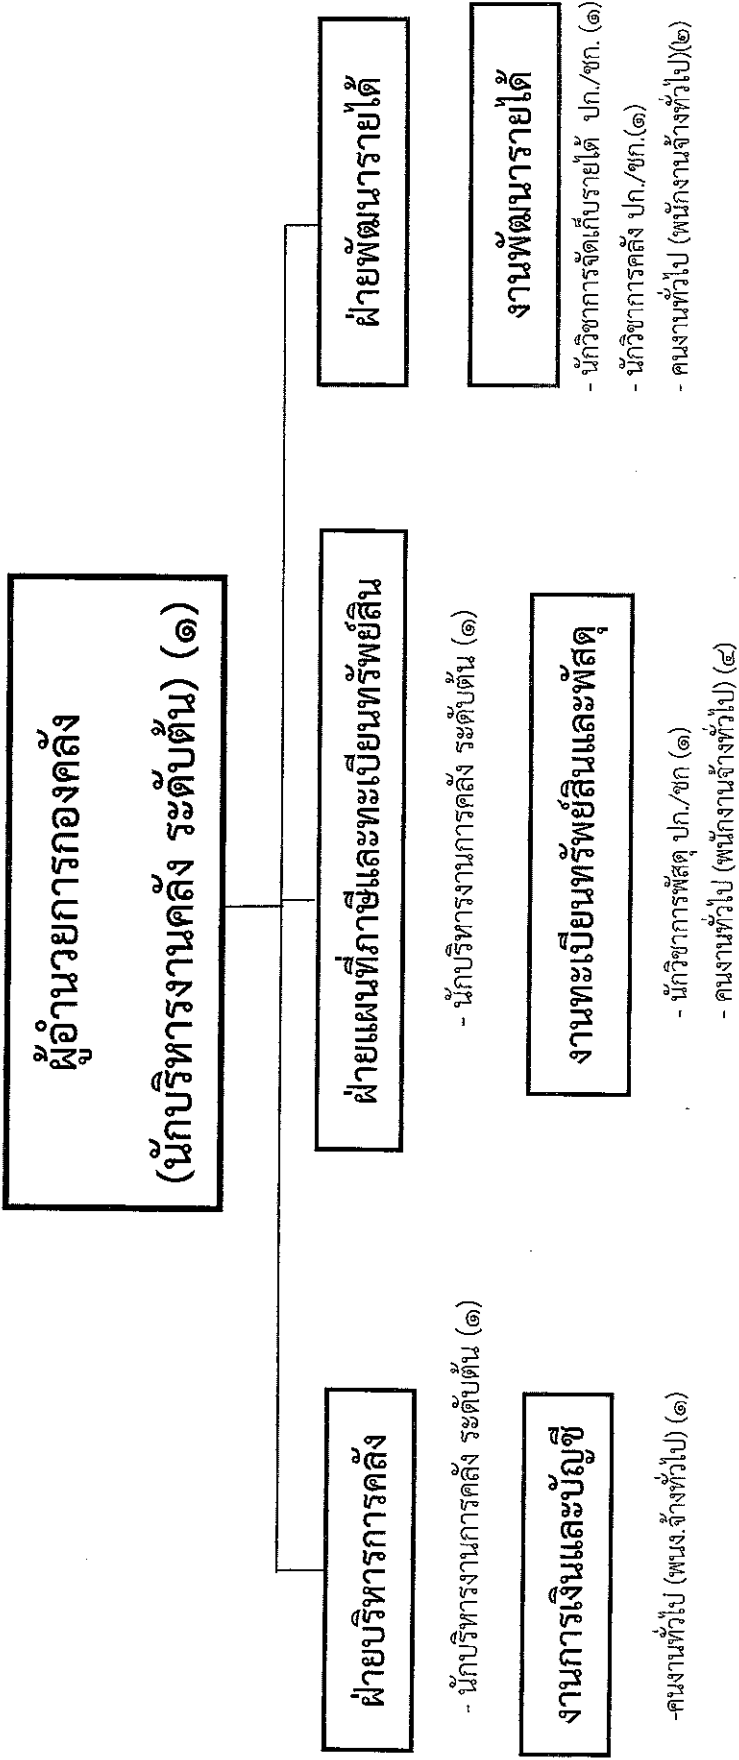 ผู้อำนวยการกองคลัง
(นักบริหารงานคลัง ระดับต้น) (๑)
ฝ่ายบริหารการคลัง
- นักบริหารงานการคลัง ระดับต้น (๑)
งานการเงินและบัญชี
-คนงานทั่วไป (พนง.จ้างทั่วไป) (๑)
ฝ่ายแผนที่ภาษีและทะเบียนทรัพย์สิน
- นักบริหารงานการคลัง ระดับต้น (๑)
งานทะเบียนทรัพย์สินและพัสดุ
- นักวิชาการพัสดุ ปก./ชก (๑)
- คนงานทั่วไป (พนักงานจ้างทั่วไป) (๔)
ฝ่ายพัฒนารายได้
งานพัฒนารายได้
- นักวิชาการจัดเก็บรายได้ ปก./ชก. (๑)
- นักวิชาการคลัง ปก./ชก.(๑)
- คนงานทั่วไป (พนักงานจ้างทั่วไป)(๒)